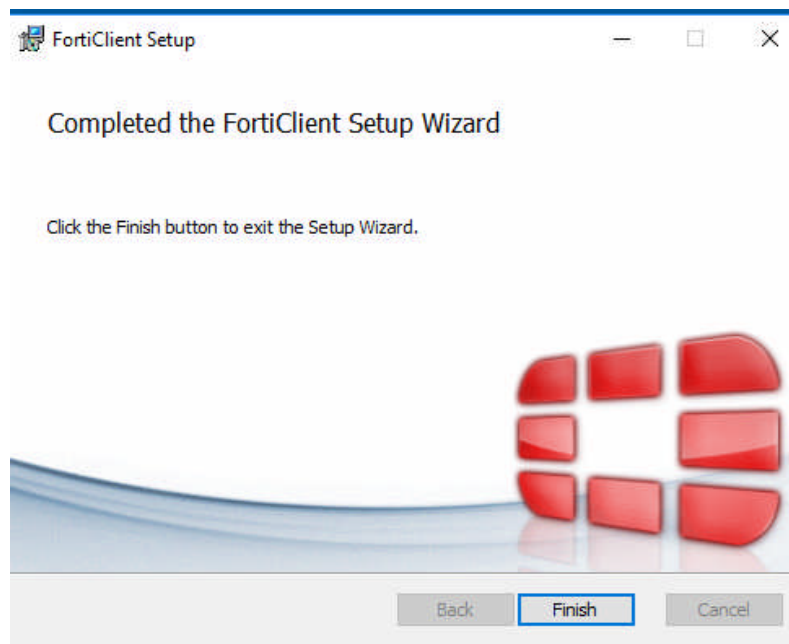 FortiClient Setup
Completed the FortiClient Setup Wizard
Click the Finish button to exit the Setup Wizard.
Back Finish Cancel